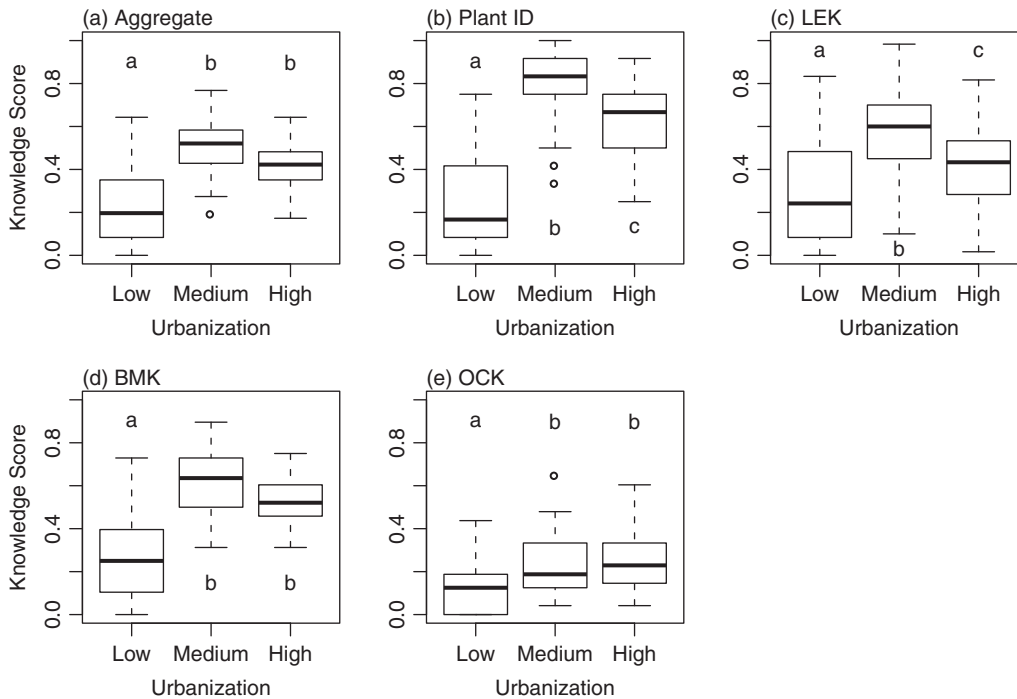 (a) Aggregate
a
b
b
Knowledge Score
0.0
0.4
0.8
Low
Medium
High
Urbanization
(b) Plant ID
a
b
c
0.0
0.4
0.8
Low
Medium
High
Urbanization
(c) LEK
a
b
c
0.0
0.4
0.8
Low
Medium
High
Urbanization
(d) BMK
a
b
b
Knowledge Score
0.0
0.4
0.8
Low
Medium
High
Urbanization
(e) OCK
a
b
b
0.0
0.4
0.8
Low
Medium
High
Urbanization